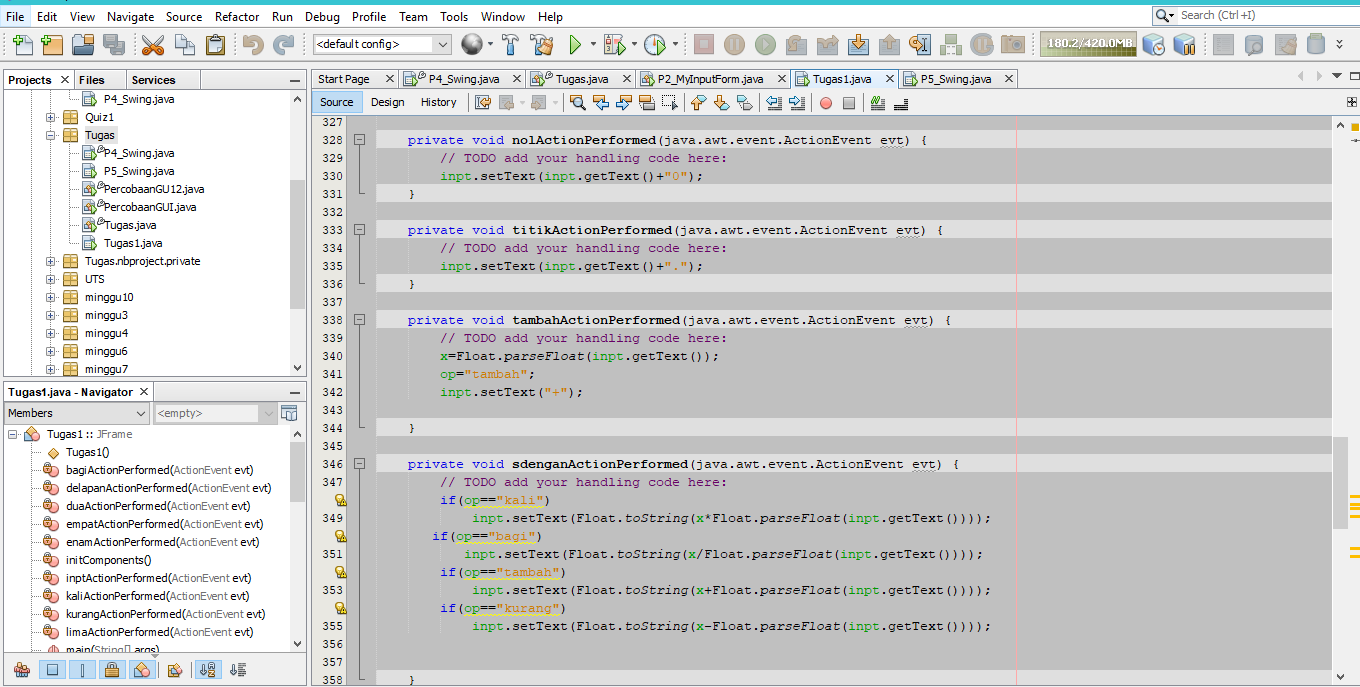 File Edit View Navigate Source Refactor Run Debug Profile Team Tools Window Help
Search (Ctrl+I)
<default config>
180.2/420.0MB
Projects Files Services
P4_Swing.java
Quiz1
Tugas
P4_Swing.java
P5_Swing.java
PercobaanGU12.java
PercobaanGUI.java
Tugas.java
Tugas1.java
Tugas.nbproject.private
UTS
minggu10
minggu3
minggu4
minggu6
minggu7
Tugas1.java - Navigator
Members <empty>
Tugas1 :: JFrame
Tugas1()
bagiActionPerformed(ActionEvent evt)
delapanActionPerformed(ActionEvent evt)
duaActionPerformed(ActionEvent evt)
empatActionPerformed(ActionEvent evt)
enamActionPerformed(ActionEvent evt)
initComponents()
inptActionPerformed(ActionEvent evt)
kaliActionPerformed(ActionEvent evt)
kurangActionPerformed(ActionEvent evt)
limaActionPerformed(ActionEvent evt)
main(String[] args)
Start Page P4_Swing.java Tugas.java P2_MyInputForm.java Tugas1.java P5_Swing.java
Source Design History
327
328 private void nolActionPerformed(java.awt.event.ActionEvent evt) {
329 // TODO add your handling code here:
330 inpt.setText(inpt.getText()+"0");
331 }
332
333 private void titikActionPerformed(java.awt.event.ActionEvent evt) {
334 // TODO add your handling code here:
335 inpt.setText(inpt.getText()+".");
336 }
337
338 private void tambahActionPerformed(java.awt.event.ActionEvent evt) {
339 // TODO add your handling code here:
340 x=Float.parseFloat(inpt.getText());
341 op="tambah";
342 inpt.setText("+");
343
344 }
345
346 private void sdenganActionPerformed(java.awt.event.ActionEvent evt) {
347 // TODO add your handling code here:
if(op=="kali")
349 inpt.setText(Float.toString(x*Float.parseFloat(inpt.getText())));
if(op=="bagi")
351 inpt.setText(Float.toString(x/Float.parseFloat(inpt.getText())));
if(op=="tambah")
353 inpt.setText(Float.toString(x+Float.parseFloat(inpt.getText())));
if(op=="kurang")
355 inpt.setText(Float.toString(x-Float.parseFloat(inpt.getText())));
356
357
358 }